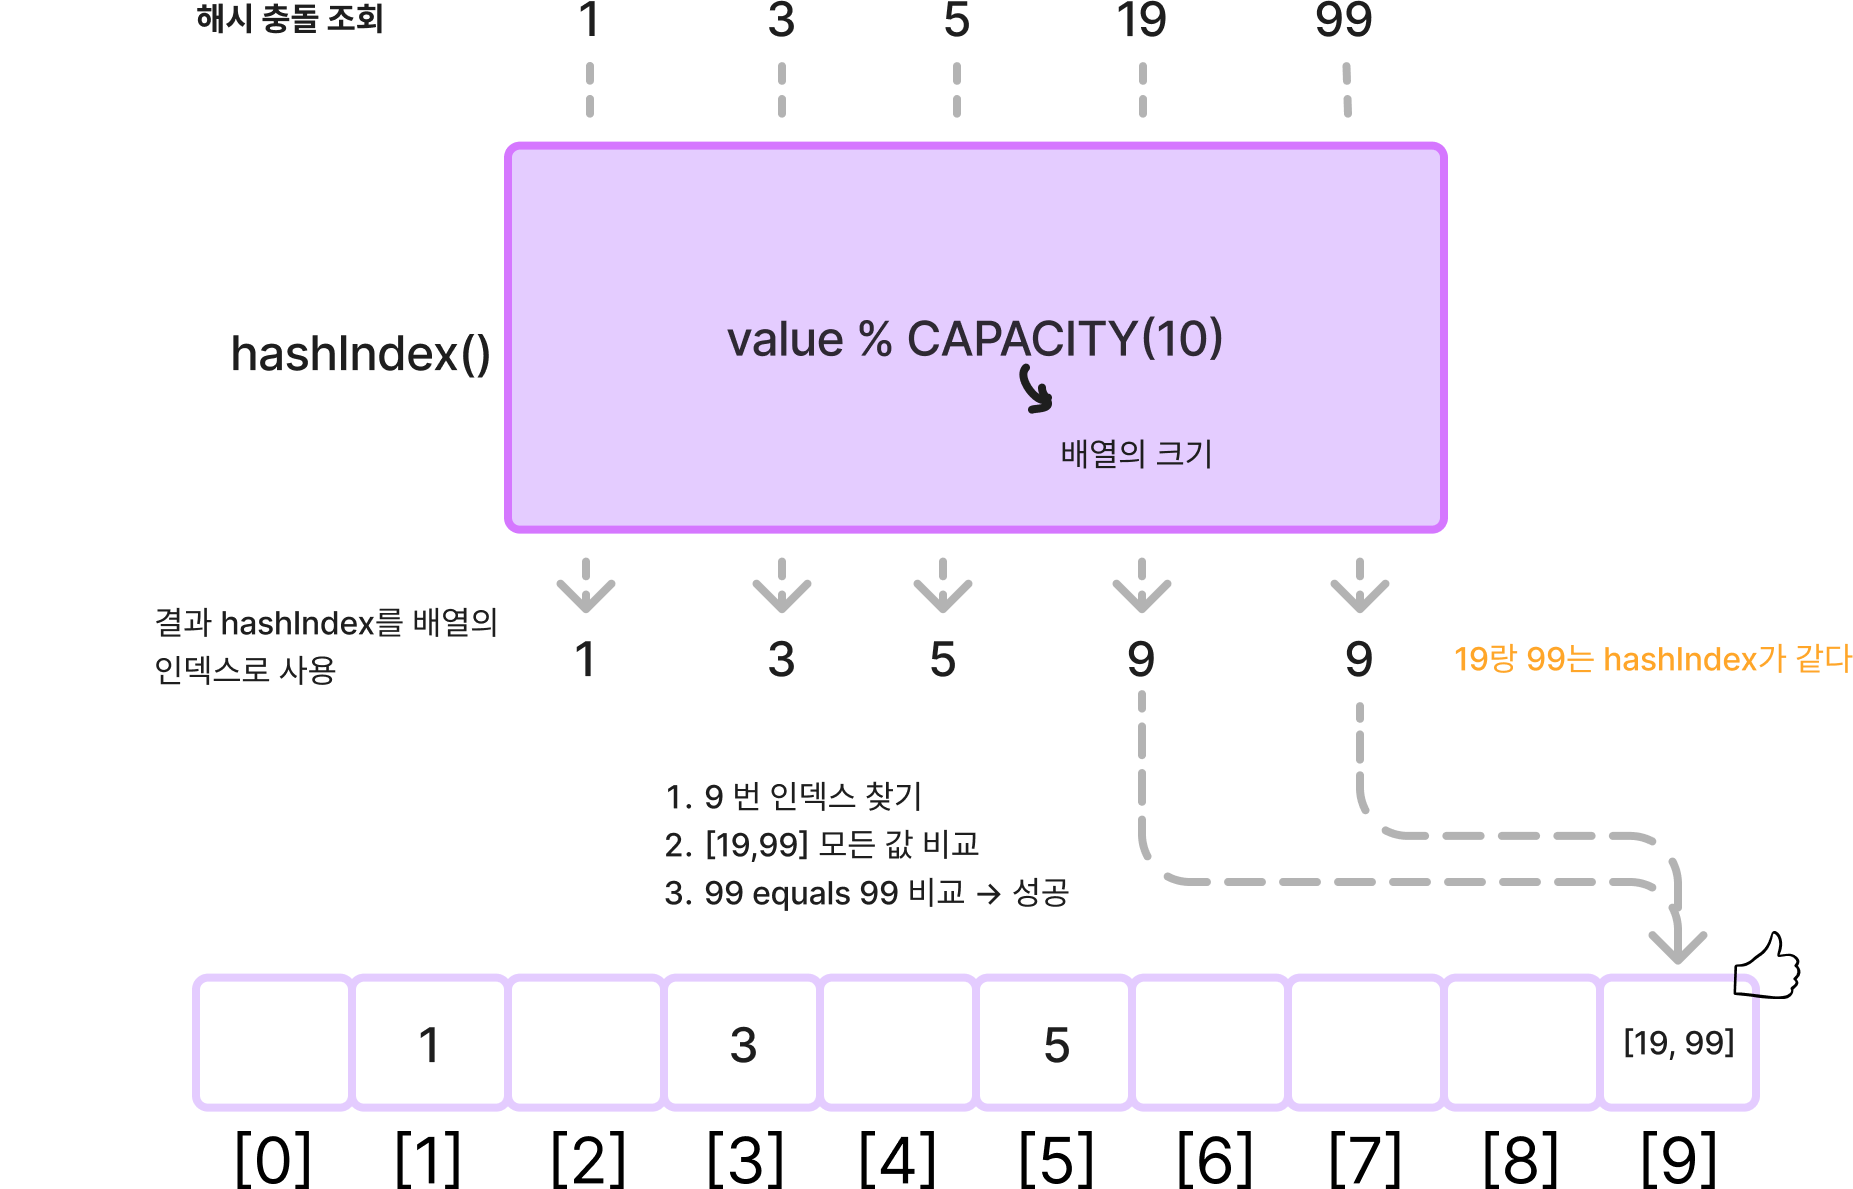 해시 충돌 조회 1 3 5 19 99
hashIndex()
value % CAPACITY(10)
배열의 크기
결과 hashIndex를 배열의
인덱스로 사용
1 3 5 9 9
19랑 99는 hashIndex가 같다
1. 9 번 인덱스 찾기
2. [19,99] 모든 값 비교
3. 99 equals 99 비교 → 성공
1 3 5 [19, 99]
[0] [1] [2] [3] [4] [5] [6] [7] [8] [9]